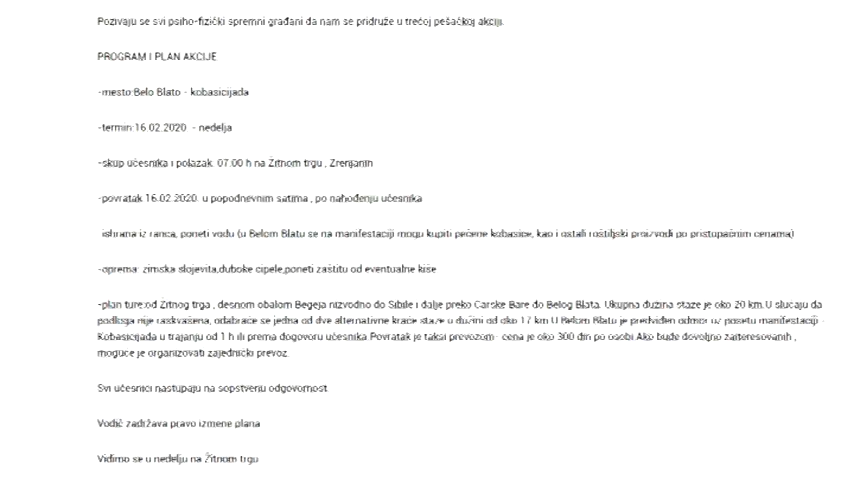 Pozivaju se svi psiho-fizički spremni građani da nam se pridruže u trećoj pešačkoj akciji.
PROGRAM I PLAN AKCIJE
-mesto:Belo Blato - kobasicijada
-termin:16.02.2020. - nedelja
-skup učesnika i polazak: 07.00 h na Žitnom trgu , Zrenjanin
-povratak 16.02.2020. u popodnevnim satima , po nahođenju učesnika
ishrana iz ranca, poneti vodu (u Belom Blatu se na manifestaciji mogu kupiti pečene kobasice, kao i ostali roštiljski proizvodi po pristupačnim cenama)
-oprema: zimska slojevita,duboke cipele,poneti zaštitu od eventualne kiše
-plan ture:od Žitnog trga , desnom obalom Begeja nizvodno do Sibile i dalje preko Carske Bare do Belog Blata. Ukupna dužina staze je oko 20 km.U slučaju da
podloga nije raskvašena, odabraće se jedna od dve alternativne kraće staze u dužini od oko 17 km.U Belom Blatu je predviđen odmor uz posetu manifestaciji -
Kobasicijada u trajanju od 1 h ili prema dogovoru učesnika.Povratak je taksi prevozom- cena je oko 300 din po osobi.Ako bude dovoljno zainteresovanih ,
moguće je organizovati zajednički prevoz.
Svi učesnici nastupaju na sopstvenu odgovornost.
Vodič zadržava pravo izmene plana
Vidimo se u nedelju na Žitnom trgu